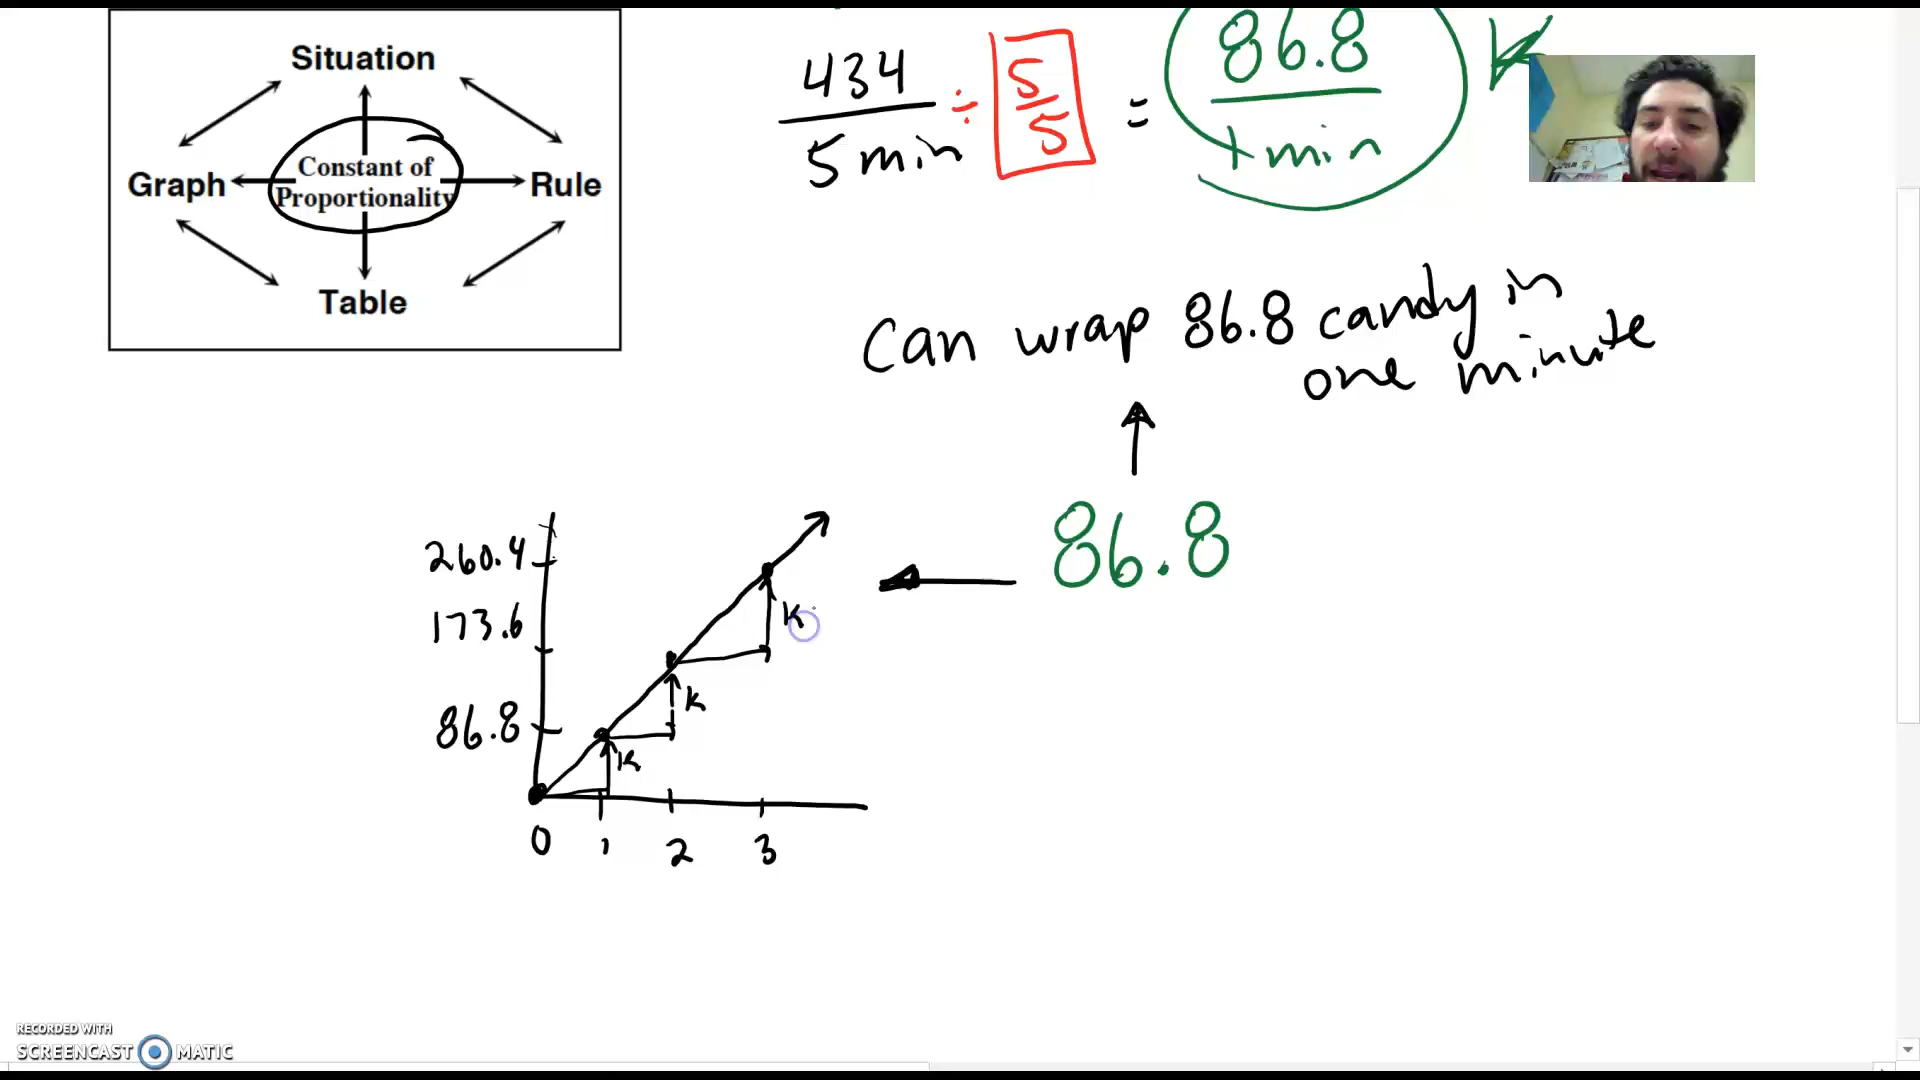 Situation
Graph
Constant of
Proportionality
Rule
Table
434
5 min
÷
5
5
=
86.8
1 min
K
Can wrap 86.8 candy in
one minute
86.8
260.4
173.6
86.8
K
K
K
0
1
2
3
RECORDED WITH
SCREENCAST MATIC